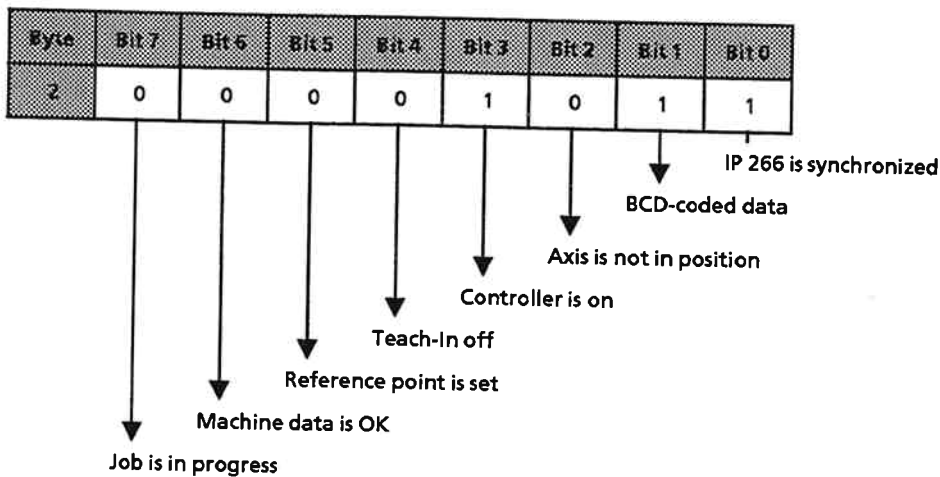 Byte Bit 7 Bit 6 Bit 5 Bit 4 Bit 3 Bit 2 Bit 1 Bit 0
2 0 0 0 0 1 0 1 1
IP 266 is synchronized
BCD-coded data
Axis is not in position
Controller is on
Teach-In off
Reference point is set
Machine data is OK
Job is in progress